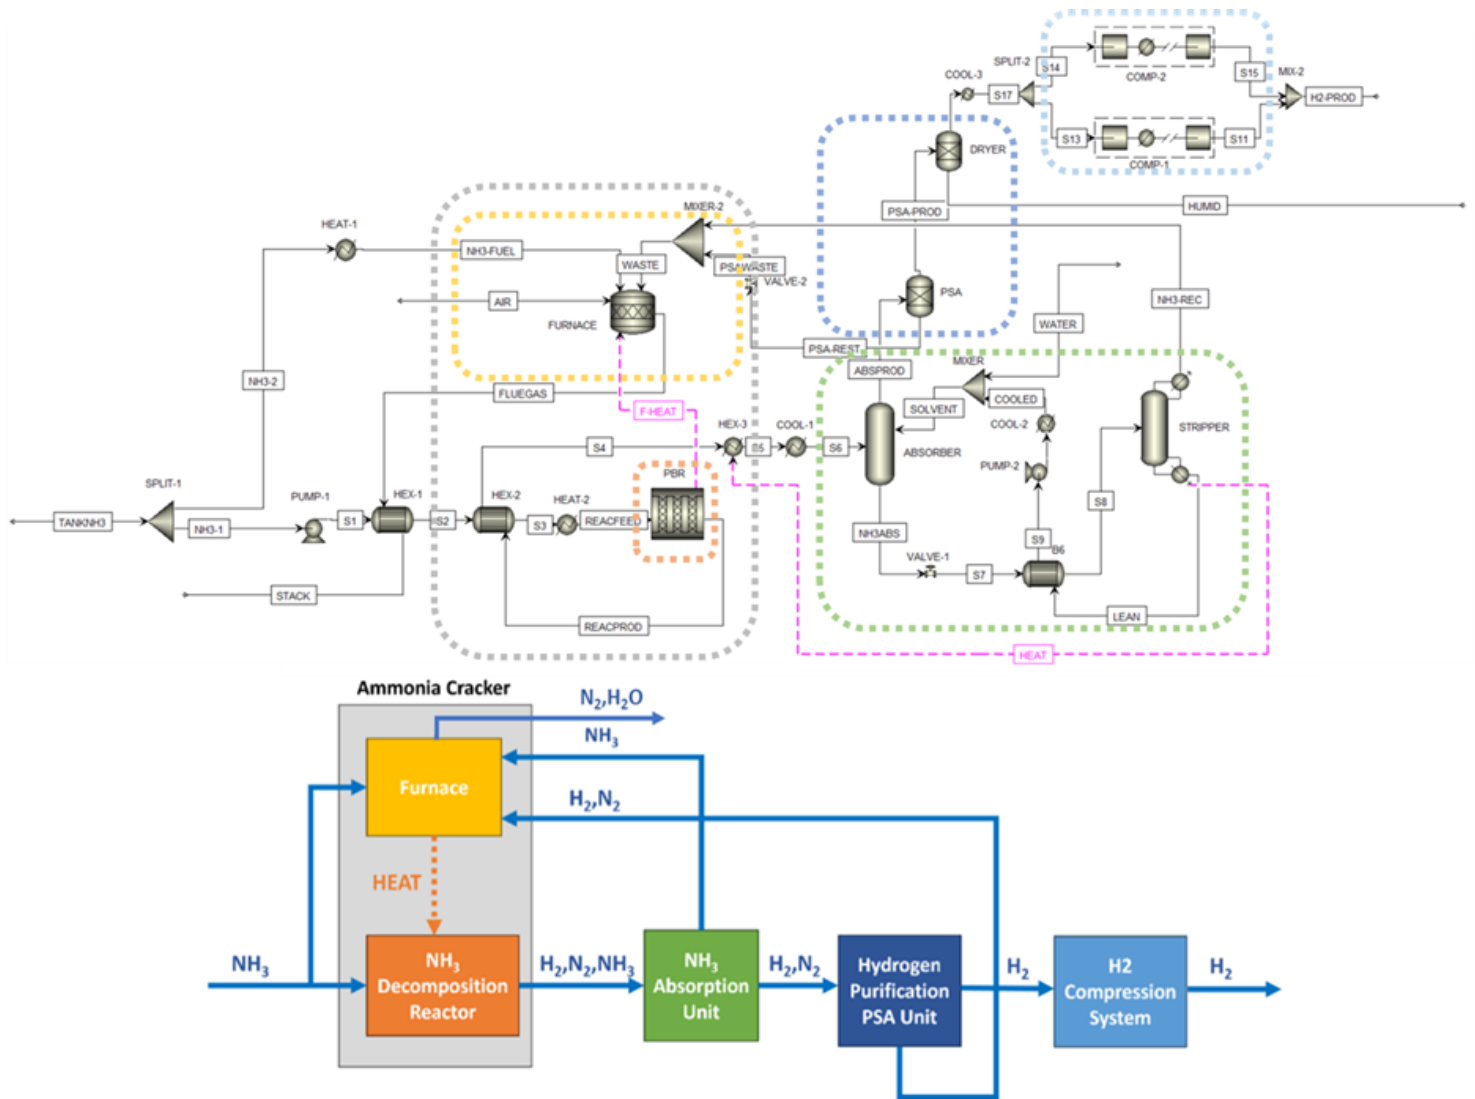 COMP-2
S14
SPLIT-2
S15
MIX-2
COOL-3
S17
H2-PROD
S13
S11
COMP-1
DRYER
PSA-PROD
HUMID
MIXER-2
HEAT-1
NH3-FUEL
WASTE
PSAWASTE
VALVE-2
PSA
NH3-REC
AIR
FURNACE
WATER
PSA-REST
MIXER
ABSPROD
NH3-2
FLUEGAS
SOLVENT
COOLED
F-HEAT
HEX-3
COOL-1
COOL-2
STRIPPER
S4
S6
ABSORBER
PBR
PUMP-2
SPLIT-1
PUMP-1
HEX-1
HEX-2
HEAT-2
S8
TANKNH3
NH3-1
S1
S2
S3
REACFEED
NH3ABS
S9
VALVE-1
B6
S7
STACK
LEAN
REACPROD
HEAT
Ammonia Cracker
N₂,H₂O
NH₃
Furnace
H₂,N₂
HEAT
NH₃
NH₃
Decomposition
Reactor
H₂,N₂,NH₃
NH₃
Absorption
Unit
H₂,N₂
Hydrogen
Purification
PSA Unit
H₂
H2
Compression
System
H₂